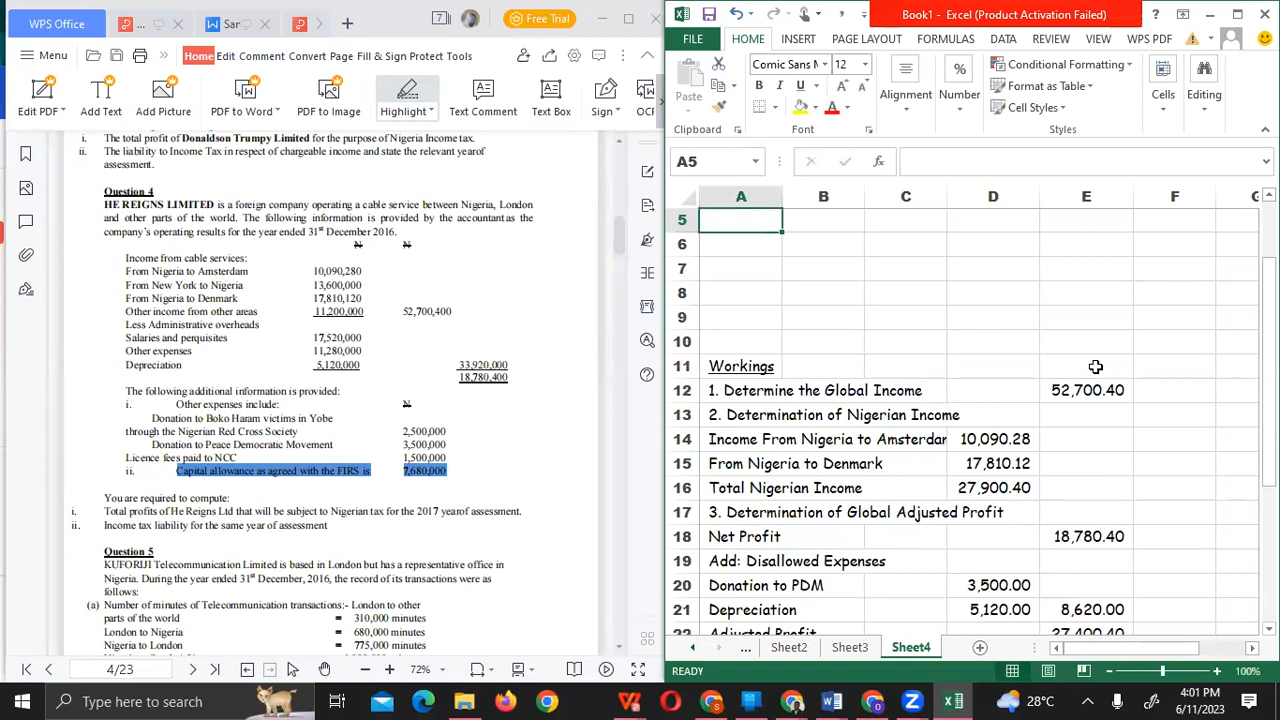 WPS Office
...
Sar
7
Free Trial
Menu
Home Edit Comment Convert Page Fill & Sign Protect Tools
Edit PDF
Add Text
Add Picture
PDF to Word
PDF to Image
Highlight
Text Comment
Text Box
Sign
OCR
i. The total profit of Donaldson Trumpy Limited for the purpose of Nigeria Income tax.
ii. The liability to Income Tax in respect of chargeable income and state the relevant yearof
assessment.
Question 4
HE REIGNS LIMITED is a foreign company operating a cable service between Nigeria, London
and other parts of the world. The following information is provided by the accountant as the
company's operating results for the year ended 31st December 2016.
N N
Income from cable services:
From Nigeria to Amsterdam 10,090,280
From New York to Nigeria 13,600,000
From Nigeria to Denmark 17,810,120
Other income from other areas 11,200,000 52,700,400
Less Administrative overheads
Salaries and perquisites 17,520,000
Other expenses 11,280,000
Depreciation 5,120,000 33,920,000
18,780,400
The following additional information is provided:
i. Other expenses include: N
Donation to Boko Haram victims in Yobe
through the Nigerian Red Cross Society 2,500,000
Donation to Peace Democratic Movement 3,500,000
Licence fees paid to NCC 1,500,000
ii. Capital allowance as agreed with the FIRS is 7,680,000
You are required to compute:
i. Total profits of He Reigns Ltd that will be subject to Nigerian tax for the 2017 yearof assessment.
ii. Income tax liability for the same year of assessment
Question 5
KUFORIJI Telecommunication Limited is based in London but has a representative office in
Nigeria. During the year ended 31st December, 2016, the record of its transactions were as
follows:
(a) Number of minutes of Telecommunication transactions:- London to other
parts of the world = 310,000 minutes
London to Nigeria = 680,000 minutes
Nigeria to London = 775,000 minutes
4/23
72%
Book1 - Excel (Product Activation Failed)
FILE HOME INSERT PAGE LAYOUT FORMULAS DATA REVIEW VIEW WPS PDF
Paste
Clipboard
Comic Sans M 12
B I U
Font
Alignment
%
Number
Conditional Formatting
Format as Table
Cell Styles
Styles
Cells
Editing
A5
fx
A B C D E F G
5
6
7
8
9
10
11 Workings
12 1. Determine the Global Income 52,700.40
13 2. Determination of Nigerian Income
14 Income From Nigeria to Amsterdar 10,090.28
15 From Nigeria to Denmark 17,810.12
16 Total Nigerian Income 27,900.40
17 3. Determination of Global Adjusted Profit
18 Net Profit 18,780.40
19 Add: Disallowed Expenses
20 Donation to PDM 3,500.00
21 Depreciation 5,120.00 8,620.00
22 Adjusted Profit 27,400.40
... Sheet2 Sheet3 Sheet4
READY
100%
Type here to search
28°C
4:01 PM
6/11/2023